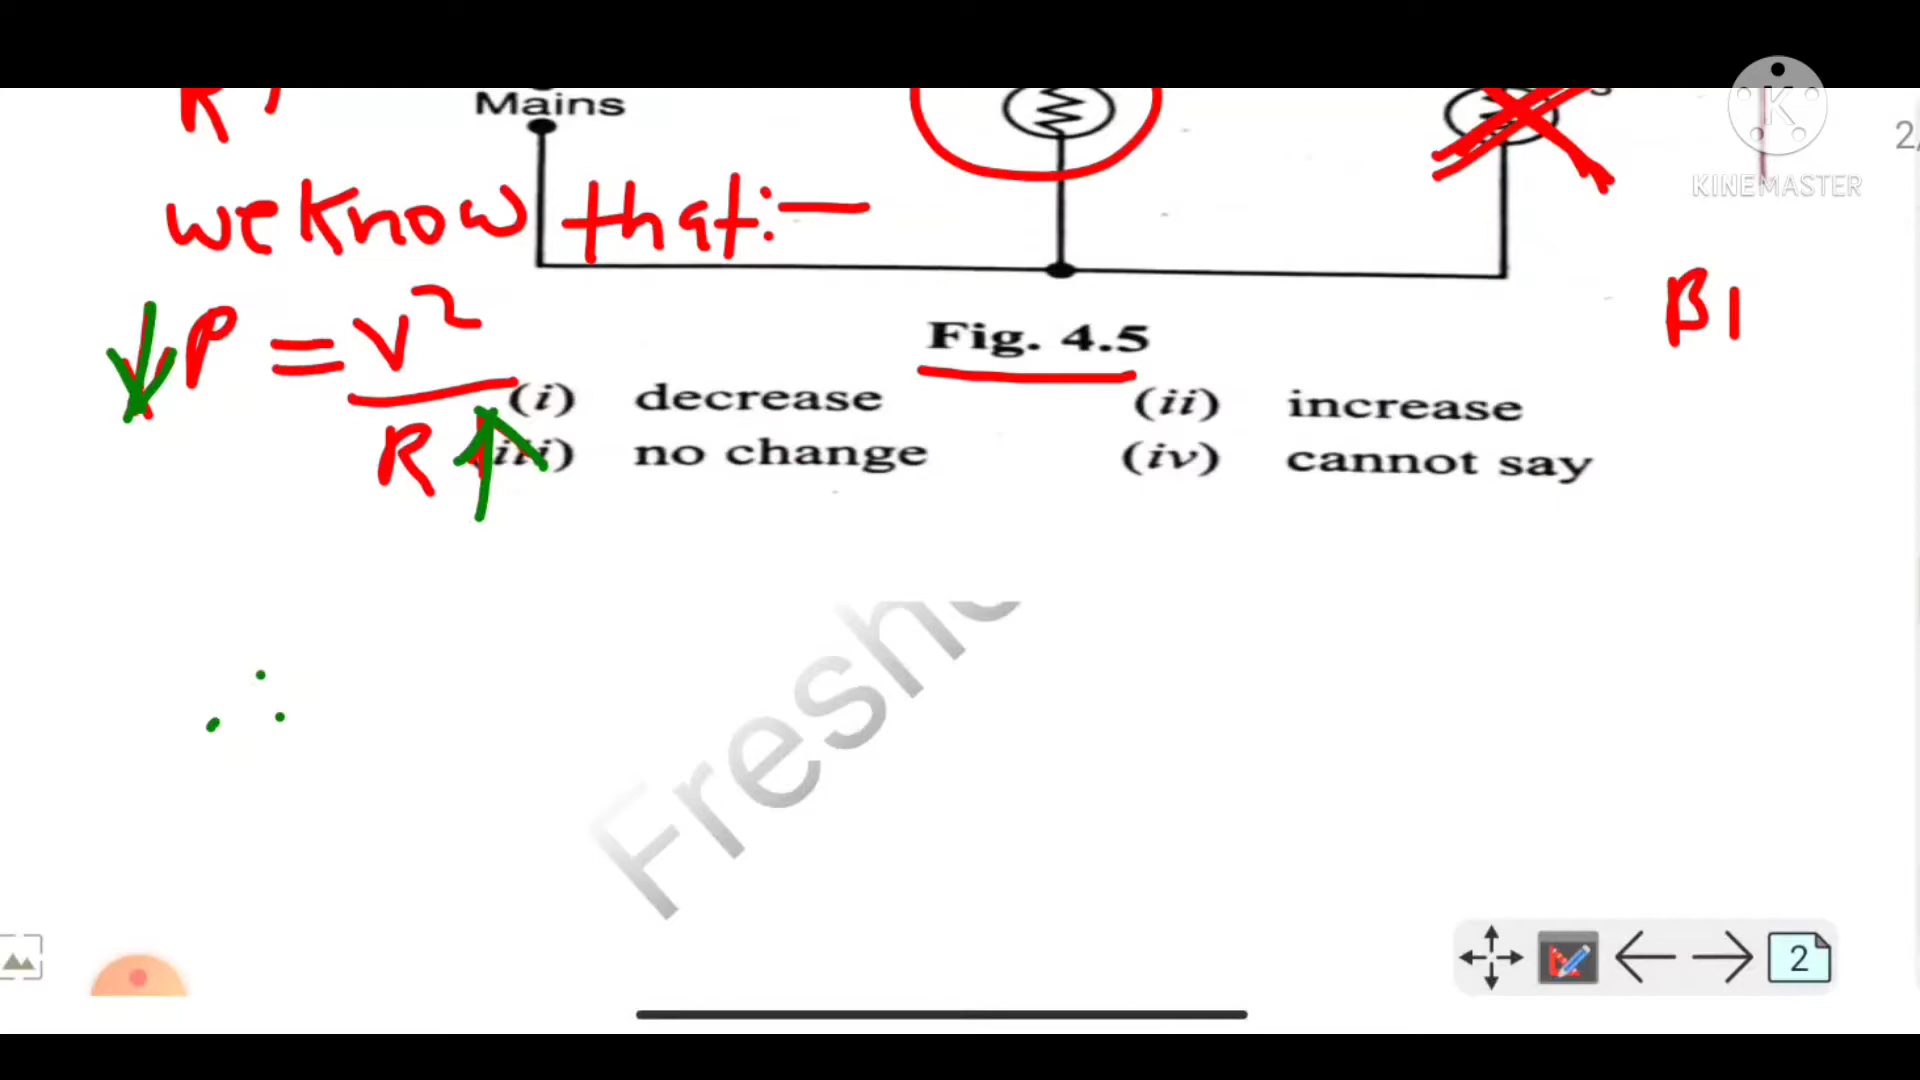 Mains
KINEMASTER
we know that:-
P = V²
R
B1
Fig. 4.5
(i) decrease (ii) increase
(iii) no change (iv) cannot say
2